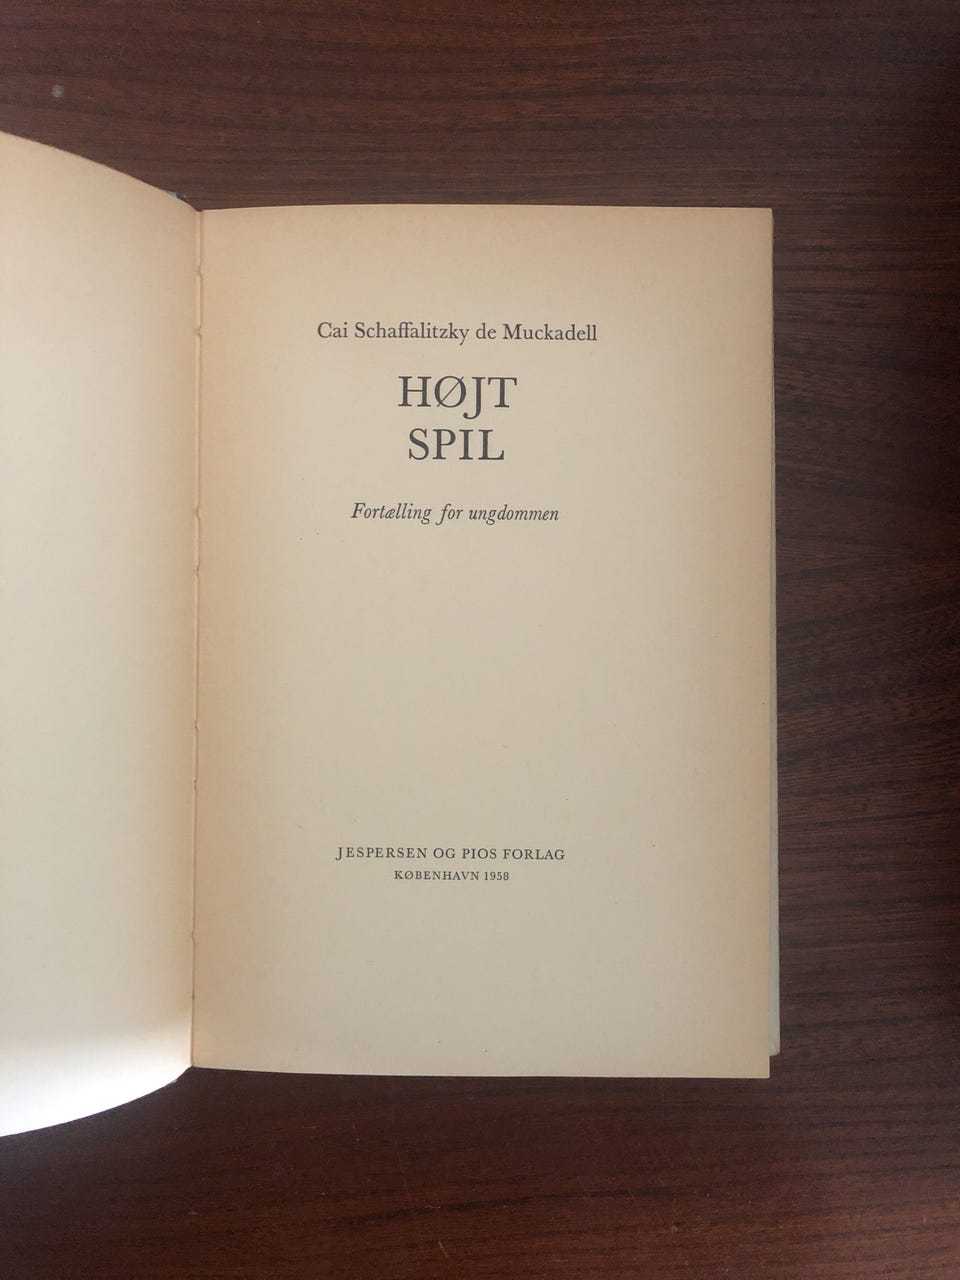 Cai Schaffalitzky de Muckadell
HØJT
SPIL
Fortælling for ungdommen
JESPERSEN OG PIOS FORLAG
KØBENHAVN 1958